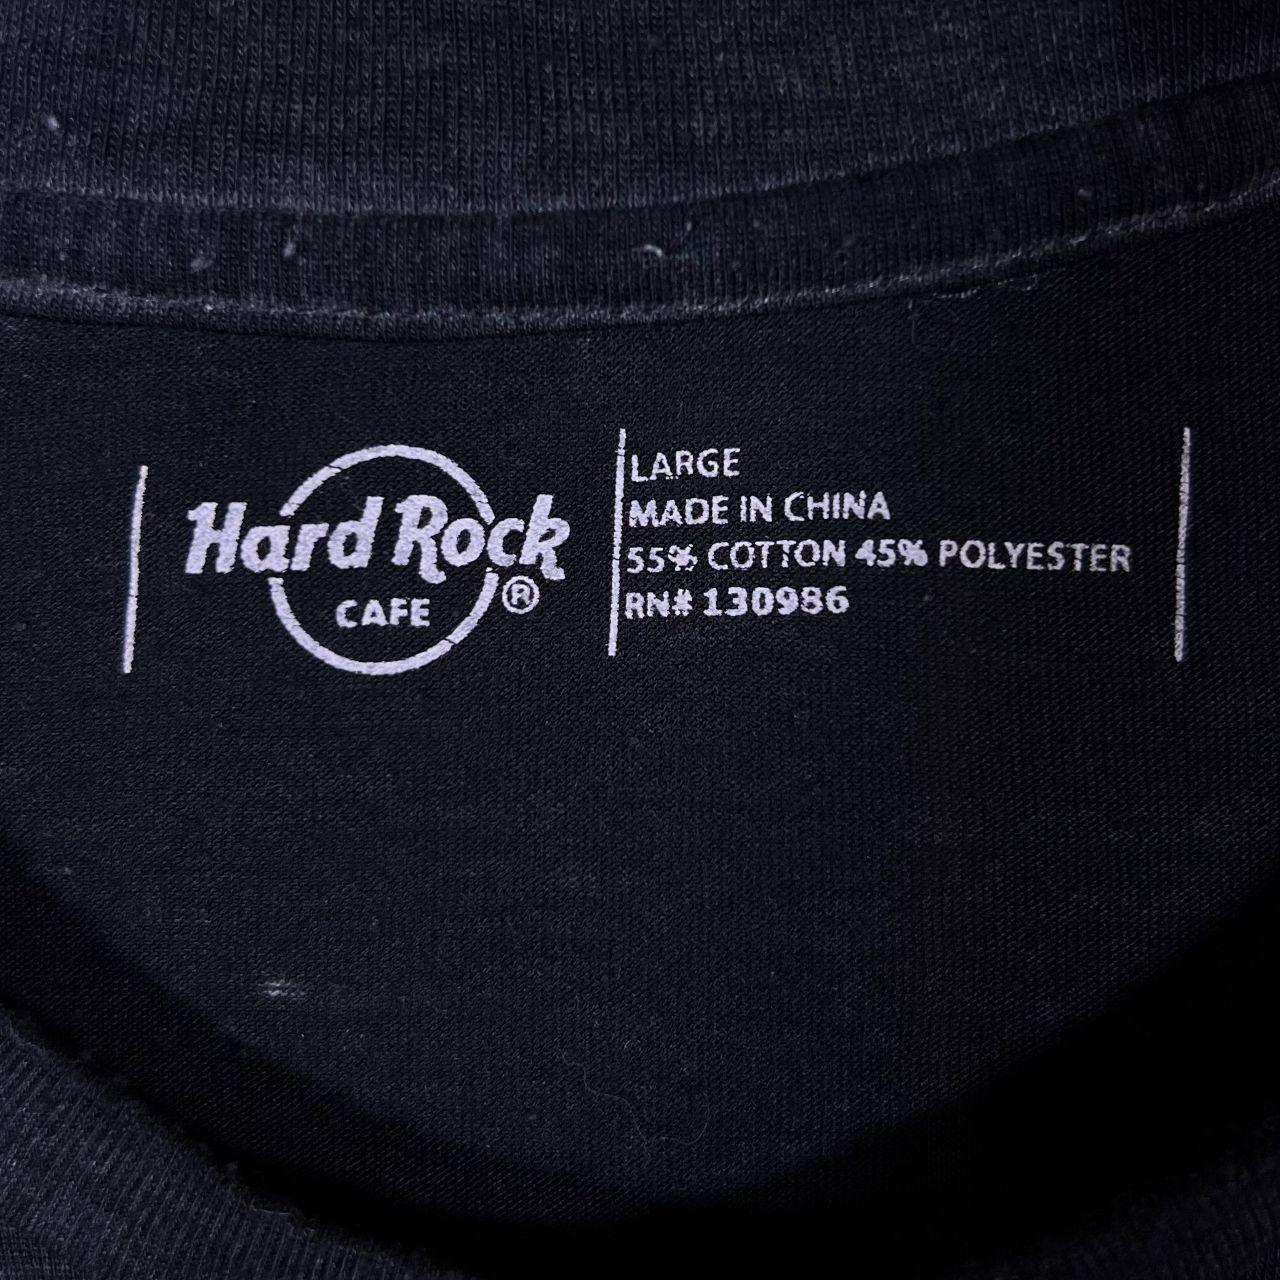 Hard Rock
CAFE
®
LARGE
MADE IN CHINA
55% COTTON 45% POLYESTER
RN# 130986